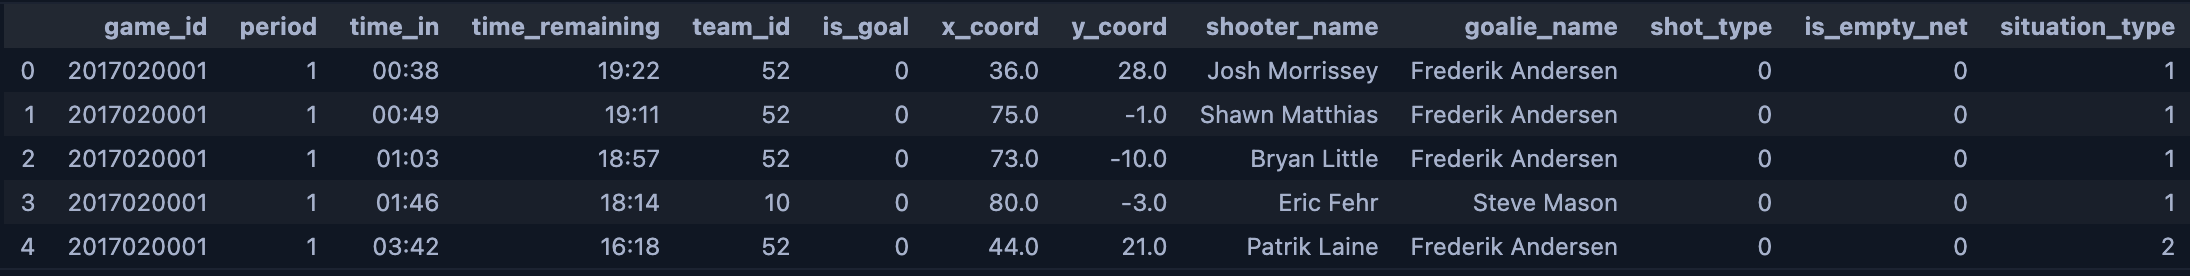 game_id period time_in time_remaining team_id is_goal x_coord y_coord shooter_name goalie_name shot_type is_empty_net situation_type
0 2017020001 1 00:38 19:22 52 0 36.0 28.0 Josh Morrissey Frederik Andersen 0 0 1
1 2017020001 1 00:49 19:11 52 0 75.0 -1.0 Shawn Matthias Frederik Andersen 0 0 1
2 2017020001 1 01:03 18:57 52 0 73.0 -10.0 Bryan Little Frederik Andersen 0 0 1
3 2017020001 1 01:46 18:14 10 0 80.0 -3.0 Eric Fehr Steve Mason 0 0 1
4 2017020001 1 03:42 16:18 52 0 44.0 21.0 Patrik Laine Frederik Andersen 0 0 2